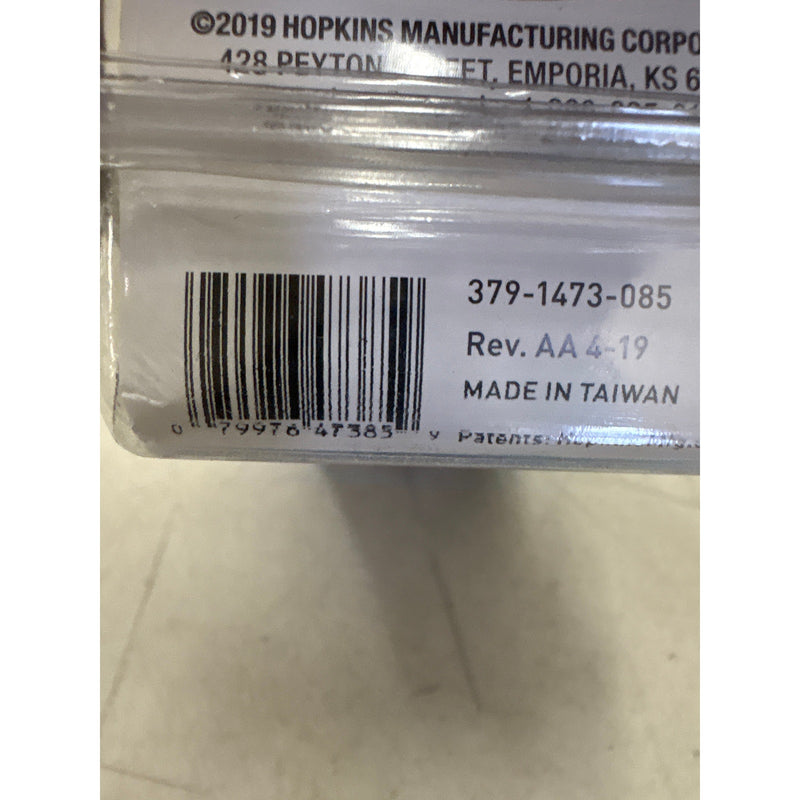 ©2019 HOPKINS MANUFACTURING CORPO
428 PEYTON STREET, EMPORIA, KS 6
379-1473-085
Rev. AA 4-19
MADE IN TAIWAN
0 79976 47385 9
Patents: